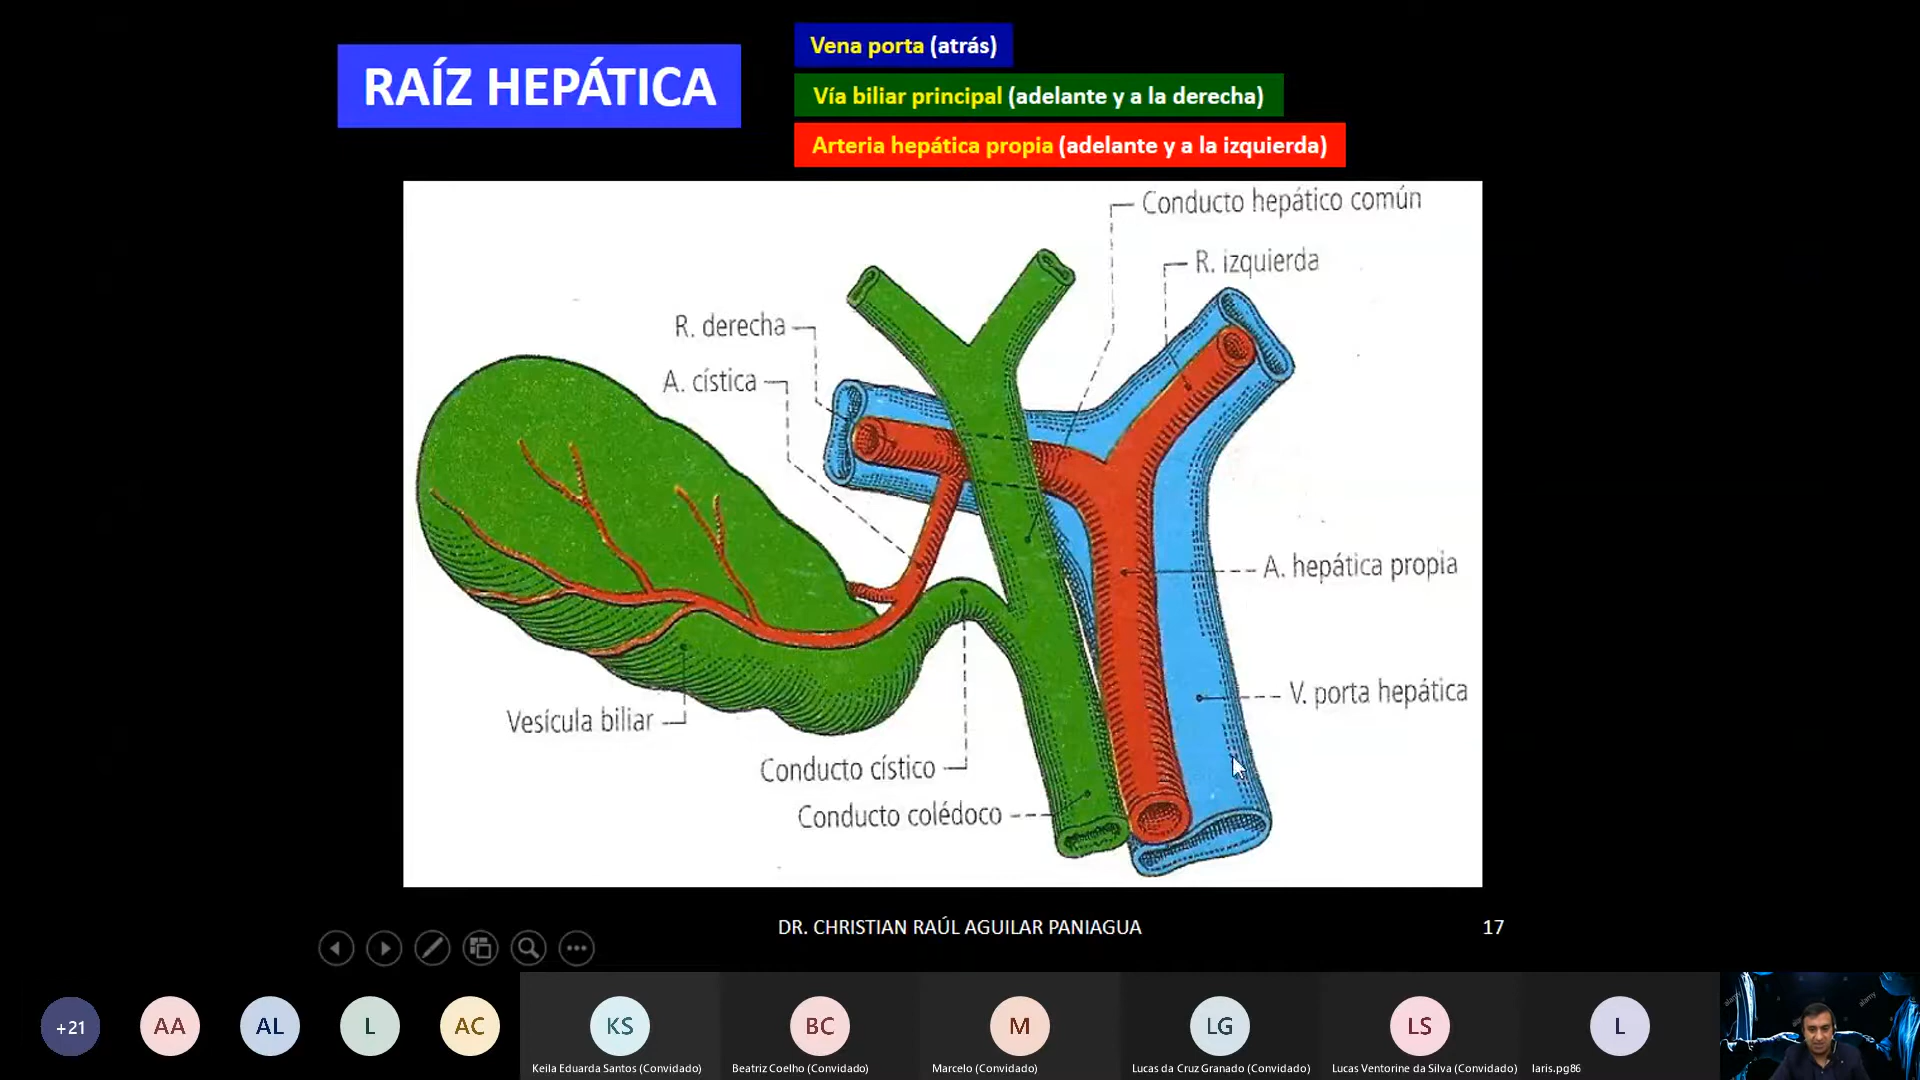 RAÍZ HEPÁTICA
Vena porta (atrás)
Vía biliar principal (adelante y a la derecha)
Arteria hepática propia (adelante y a la izquierda)
Conducto hepático común
R. izquierda
R. derecha
A. cística
A. hepática propia
V. porta hepática
Vesícula biliar
Conducto cístico
Conducto colédoco
DR. CHRISTIAN RAÚL AGUILAR PANIAGUA
17
+21
AA
AL
L
AC
KS
BC
M
LG
LS
L
Keila Eduarda Santos (Convidado)
Beatriz Coelho (Convidado)
Marcelo (Convidado)
Lucas da Cruz Granado (Convidado)
Lucas Ventorine da Silva (Convidado)
laris.pg86
alamy
alamy